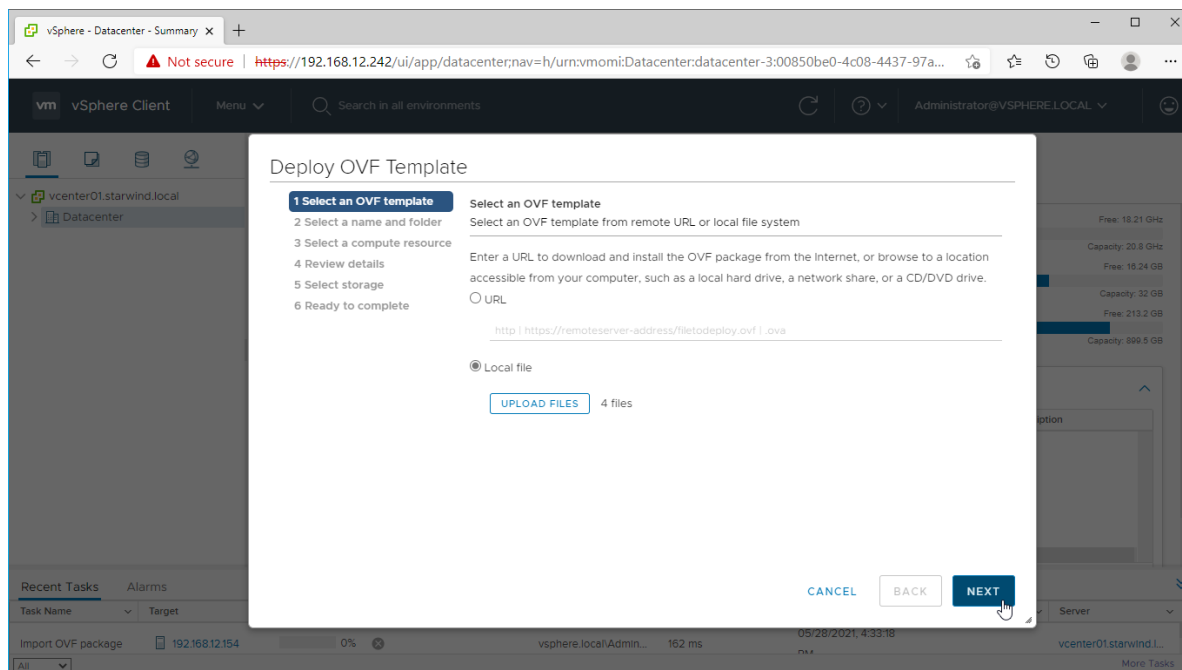 vSphere - Datacenter - Summary
Not secure
https://192.168.12.242/ui/app/datacenter;nav=h/urn:vmomi:Datacenter:datacenter-3:00850be0-4c08-4437-97a...
vm vSphere Client
Menu
Search in all environments
Administrator@VSPHERE.LOCAL
vcenter01.starwind.local
Datacenter
Deploy OVF Template
1 Select an OVF template
2 Select a name and folder
3 Select a compute resource
4 Review details
5 Select storage
6 Ready to complete
Select an OVF template
Select an OVF template from remote URL or local file system
Enter a URL to download and install the OVF package from the Internet, or browse to a location
accessible from your computer, such as a local hard drive, a network share, or a CD/DVD drive.
URL
http | https://remoteserver-address/filetodeploy.ovf | .ova
Local file
UPLOAD FILES 4 files
CANCEL BACK NEXT
Free: 18.21 GHz
Capacity: 20.8 GHz
Free: 16.24 GB
Capacity: 32 GB
Free: 213.2 GB
Capacity: 899.5 GB
iption
Recent Tasks Alarms
Task Name Target Server
Import OVF package 192.168.12.154 0% vsphere.local\Admin... 162 ms 05/28/2021, 4:33:18 PM vcenter01.starwind.l...
All More Tasks